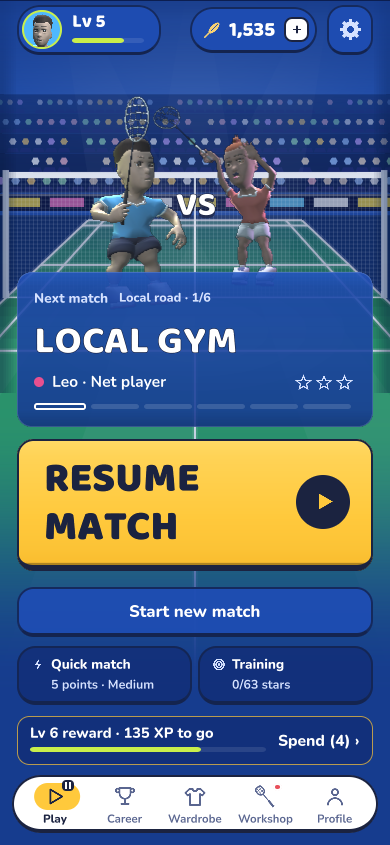 Lv 5
1,535
+
VS
Next match Local road · 1/6
LOCAL GYM
Leo · Net player
RESUME
MATCH
Start new match
Quick match
5 points · Medium
Training
0/63 stars
Lv 6 reward · 135 XP to go
Spend (4) ›
Play
Career
Wardrobe
Workshop
Profile